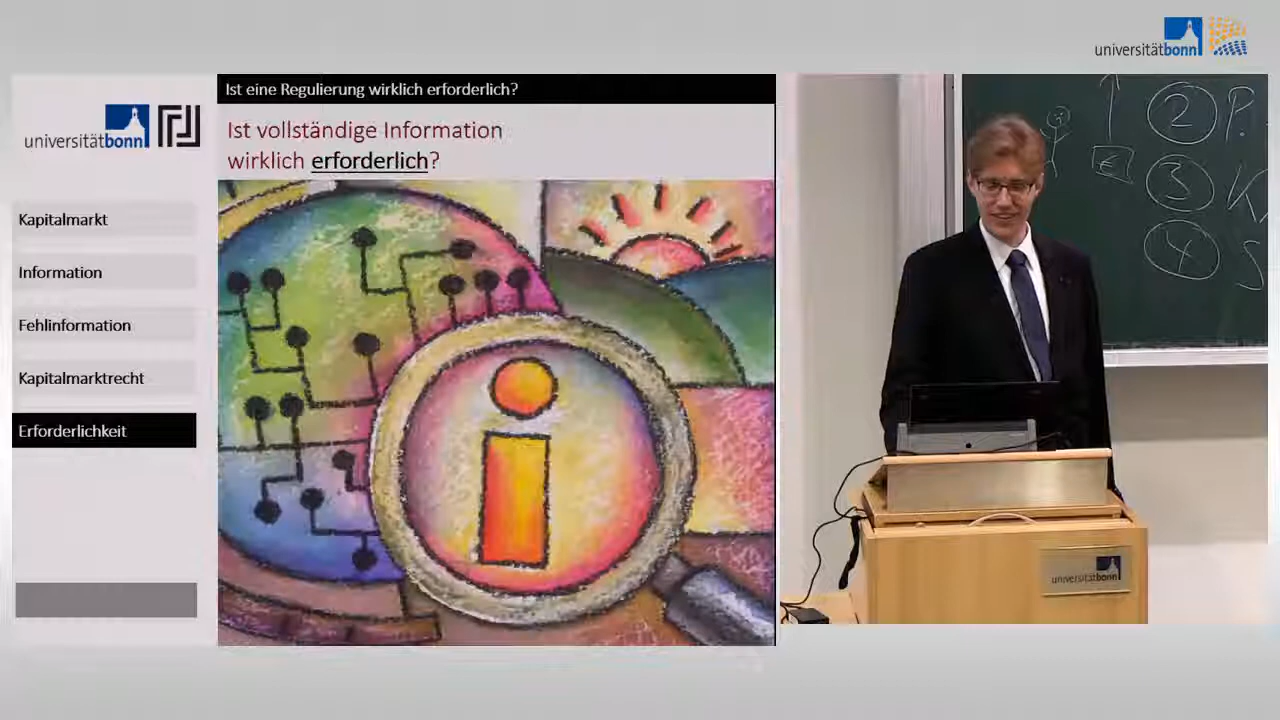 universitätbonn
Ist eine Regulierung wirklich erforderlich?
universitätbonn
Ist vollständige Information
wirklich erforderlich?
Kapitalmarkt
Information
Fehlinformation
Kapitalmarktrecht
Erforderlichkeit
i
€
2 P.
3 K
4 S
universitätbonn